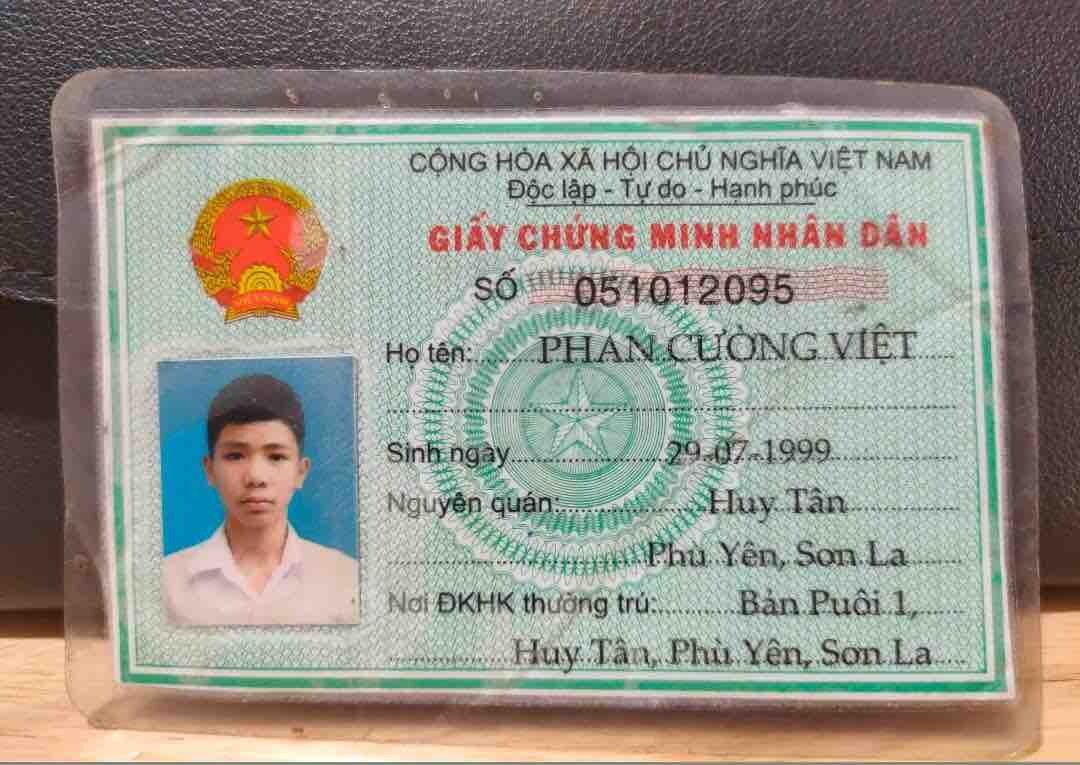 CỘNG HÒA XÃ HỘI CHỦ NGHĨA VIỆT NAM
Độc lập - Tự do - Hạnh phúc
GIẤY CHỨNG MINH NHÂN DÂN
SỐ 051012095
Họ tên: PHAN CƯỜNG VIỆT
Sinh ngày 29-07-1999
Nguyên quán: Huy Tân
Phù Yên, Sơn La
Nơi ĐKHK thường trú: Bản Puôi 1,
Huy Tân, Phù Yên, Sơn La
VIỆT NAM